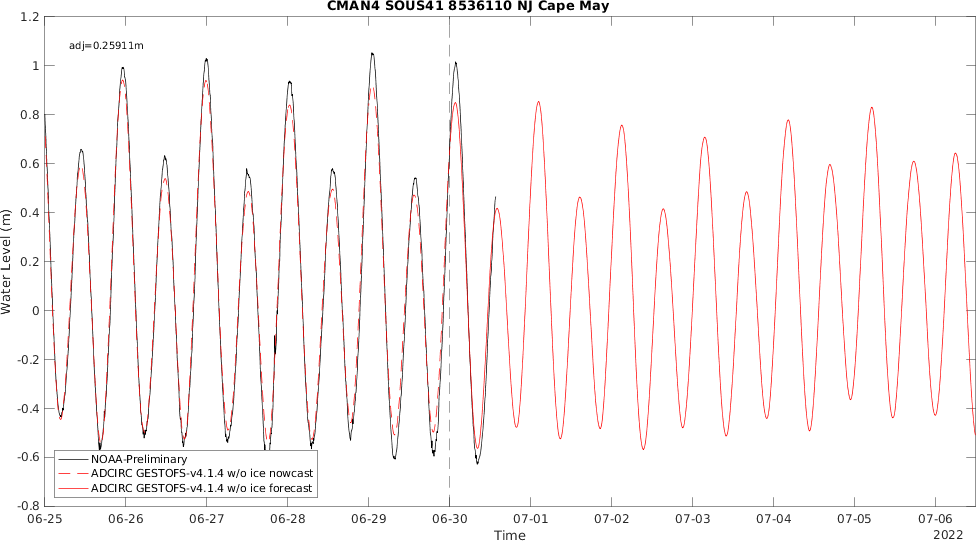 CMAN4 SOUS41 8536110 NJ Cape May
1.2
adj=0.25911m
1
0.8
0.6
0.4
0.2
0
-0.2
-0.4
-0.6
-0.8
Water Level (m)
NOAA-Preliminary
ADCIRC GESTOFS-v4.1.4 w/o ice nowcast
ADCIRC GESTOFS-v4.1.4 w/o ice forecast
06-25 06-26 06-27 06-28 06-29 06-30 07-01 07-02 07-03 07-04 07-05 07-06
Time
2022